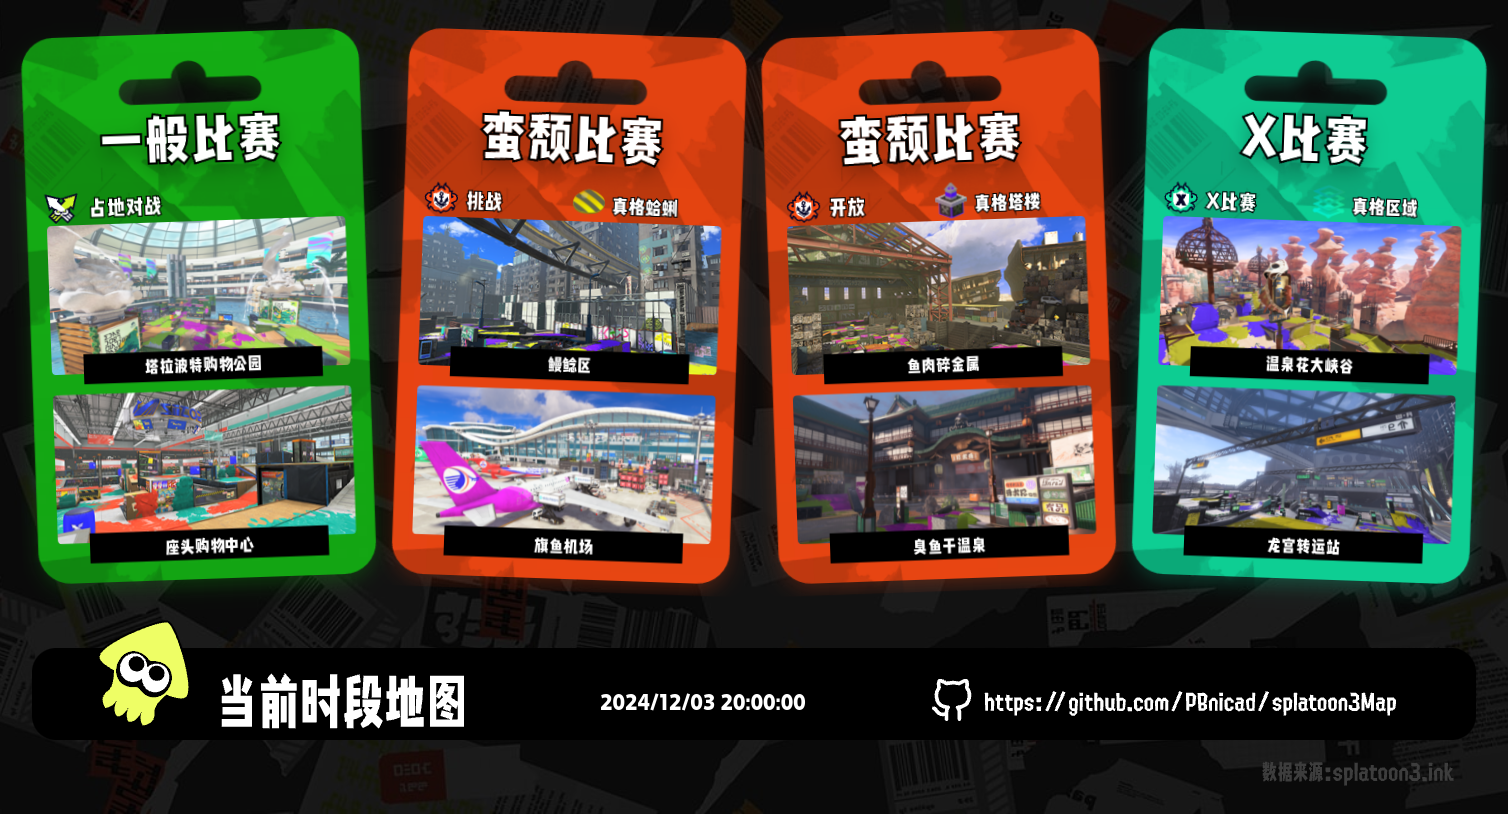 一般比赛
占地对战
塔拉波特购物公园
座头购物中心
蛮颓比赛
挑战
真格蛤蜊
鳗鲶区
旗鱼机场
蛮颓比赛
开放
真格塔楼
鱼肉碎金属
臭鱼干温泉
X比赛
X比赛
真格区域
温泉花大峡谷
龙宫转运站
当前时段地图
2024/12/03 20:00:00
https://github.com/PBnicad/splatoon3Map
数据来源:splatoon3.ink